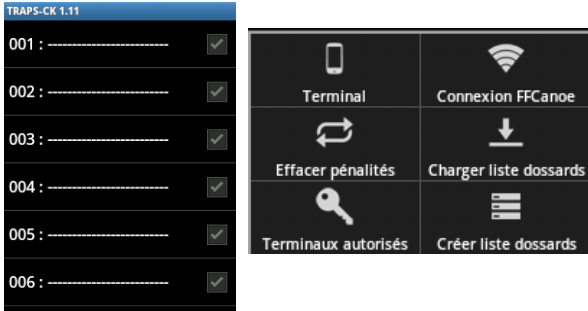 TRAPS-CK 1.11
001 : -------------------------
002 : -------------------------
003 : -------------------------
004 : -------------------------
005 : -------------------------
006 : -------------------------
Terminal
Connexion FFCanoe
Effacer pénalités
Charger liste dossards
Terminaux autorisés
Créer liste dossards